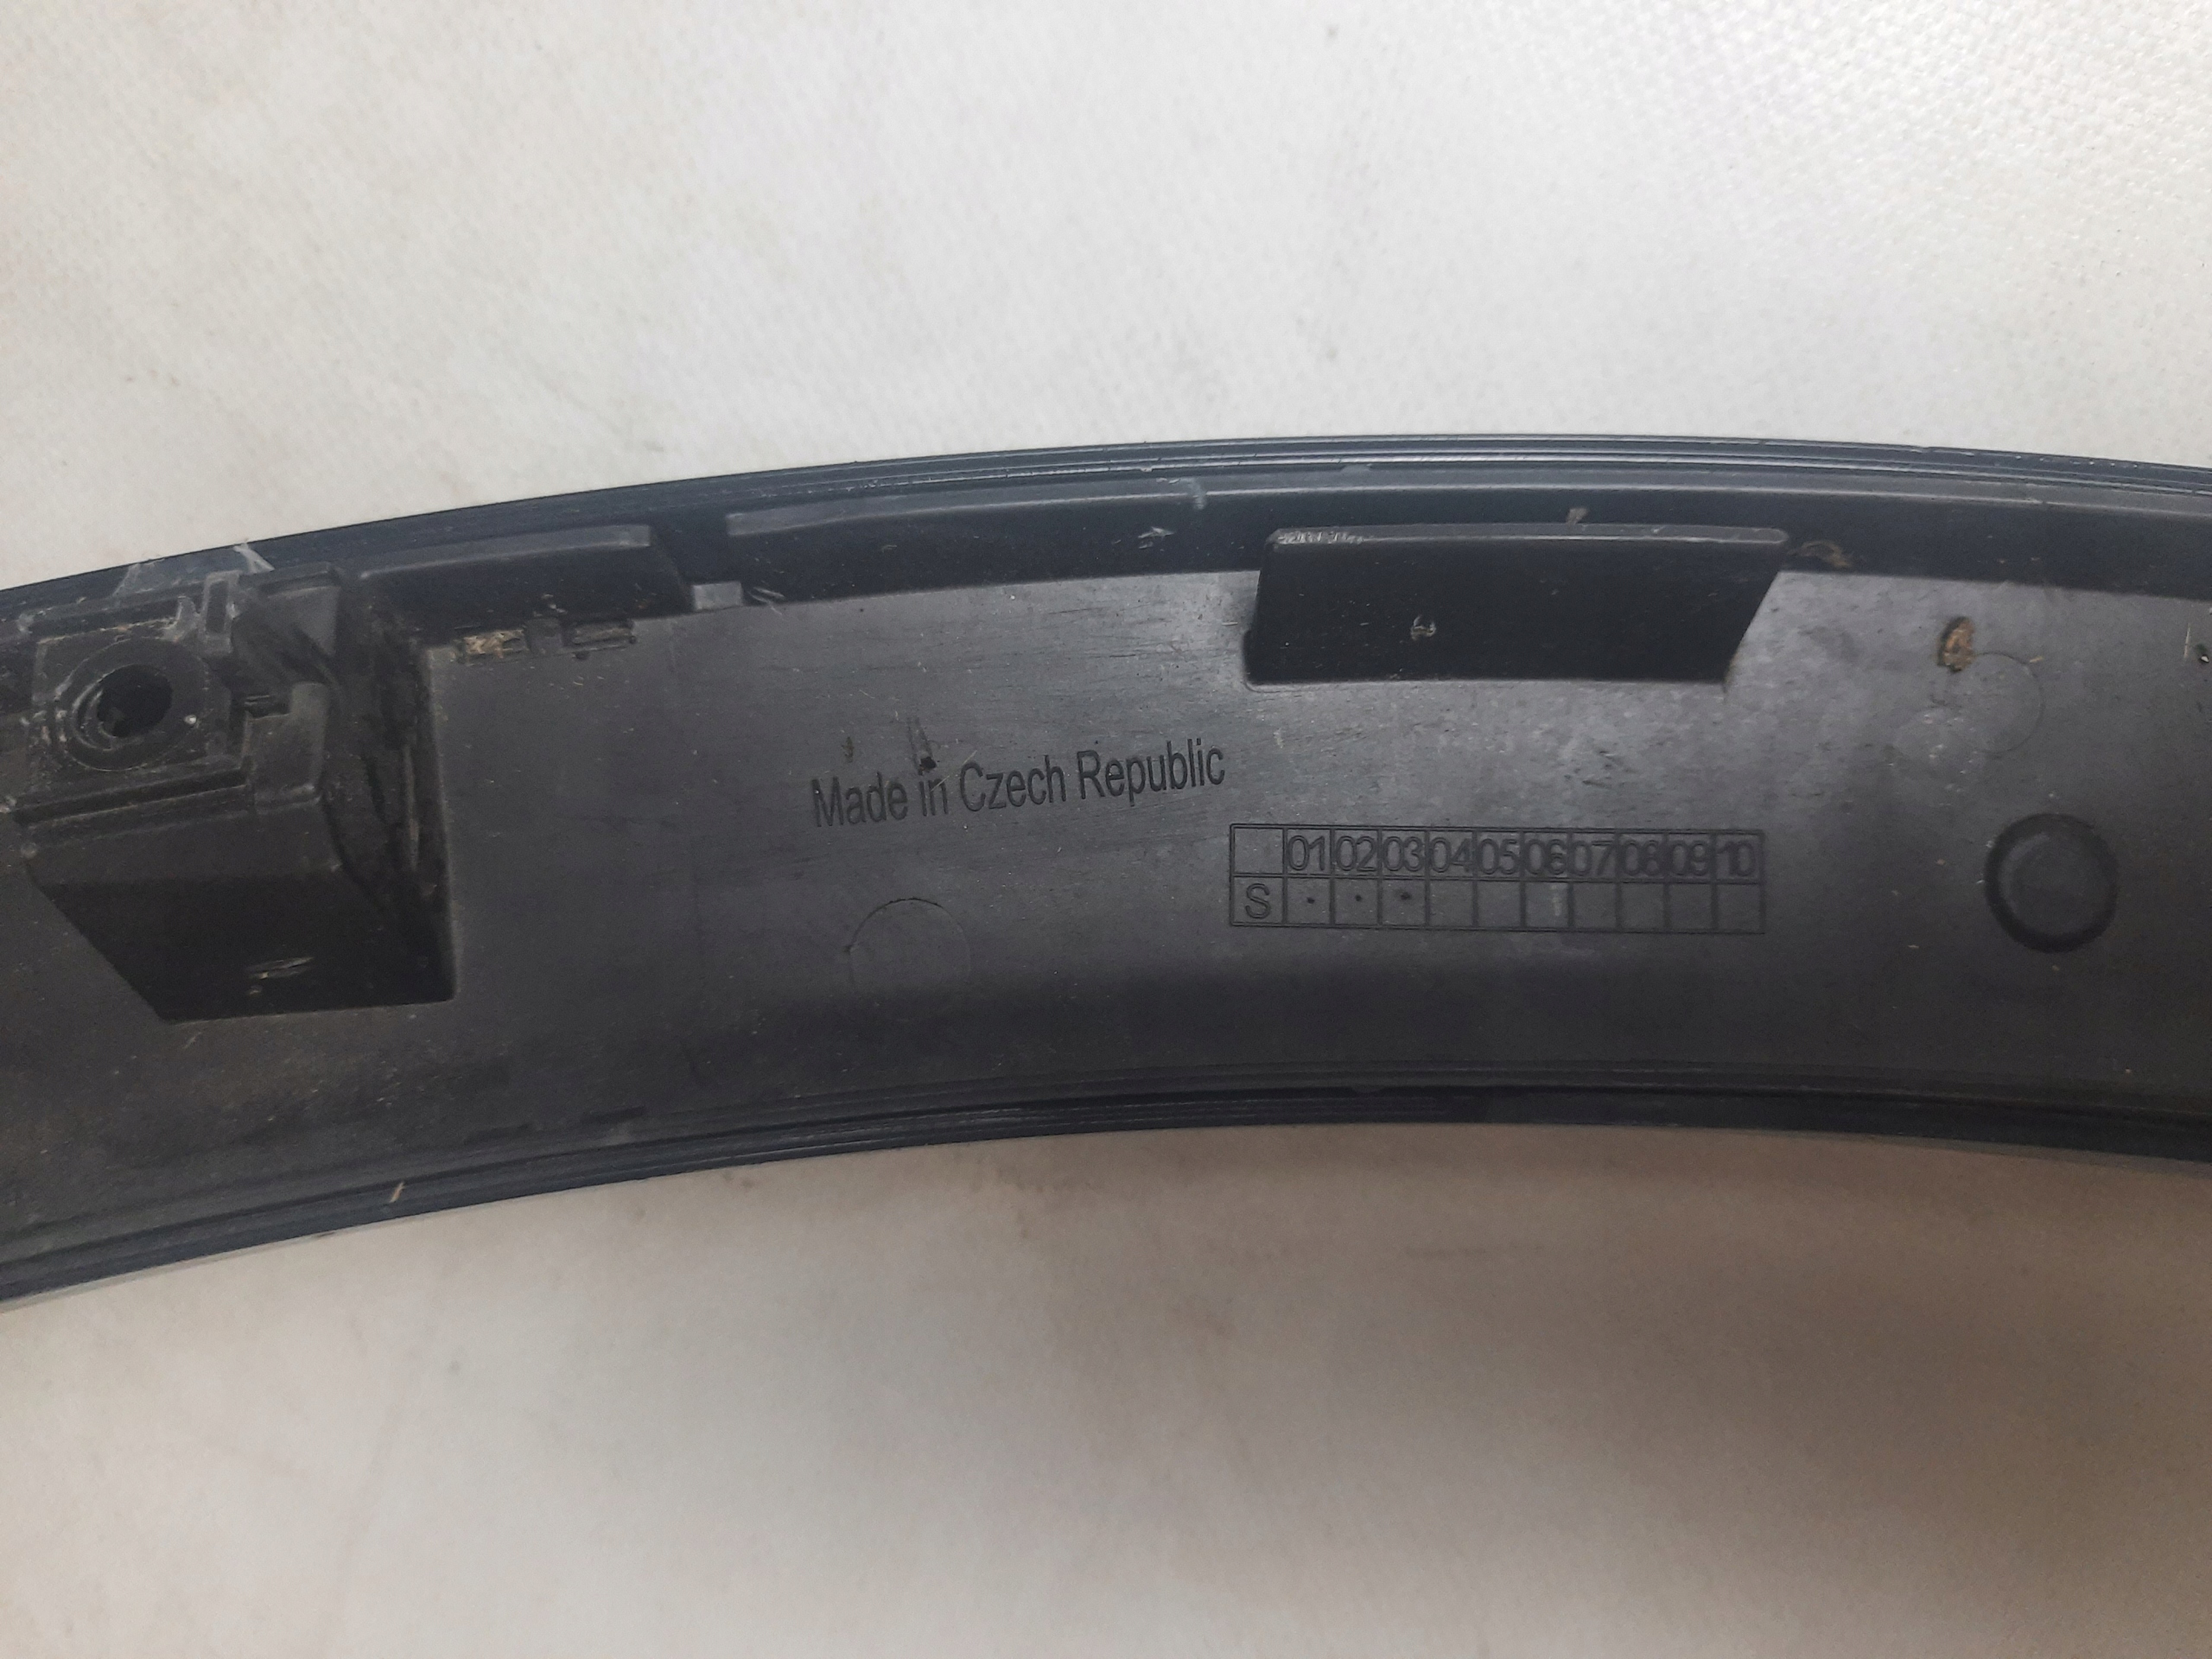 Made in Czech Republic
01 02 03 04 05 06 07 08 09 10
S . . .